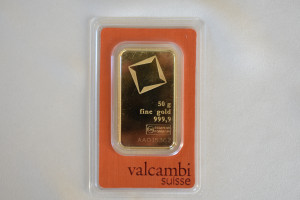 50 g
fine gold
999,9
valcambi
suisse